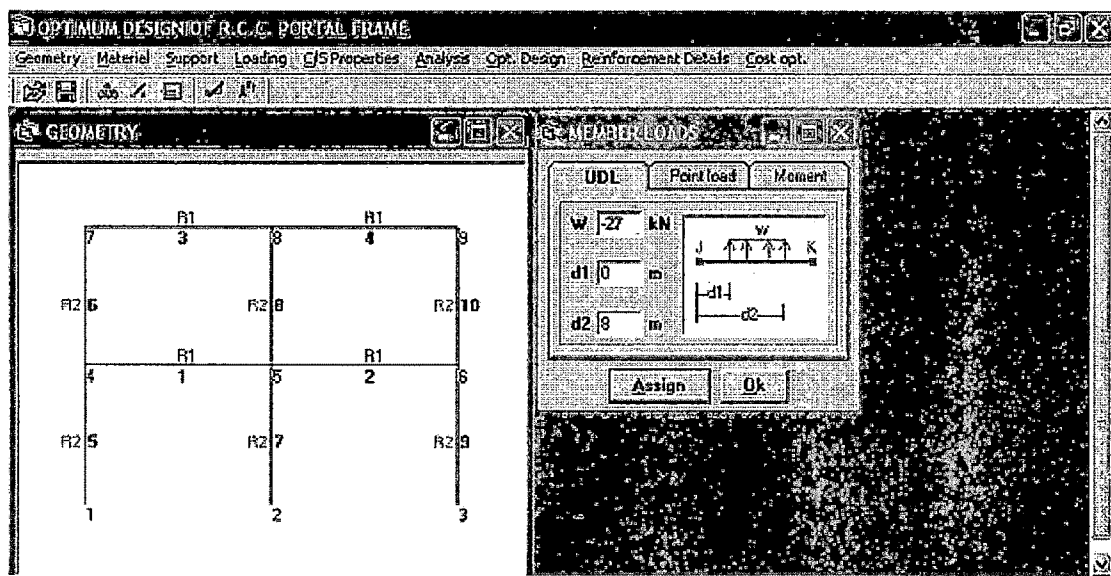 OPTIMUM DESIGN OF R.C.C. PORTAL FRAME
Geometry Material Support Loading C/S Properties Analysis Opt. Design Reinforcement Details Cost opt.
GEOMETRY
R1 R1
7 3 8 4 9
R2 6 R2 8 R2 10
R1 R1
4 1 5 2 6
R2 5 R2 7 R2 9
1 2 3
MEMBER LOADS
UDL Point load Moment
W -27 kN
d1 0 m
d2 8 m
W
J K
d1
d2
Assign Ok